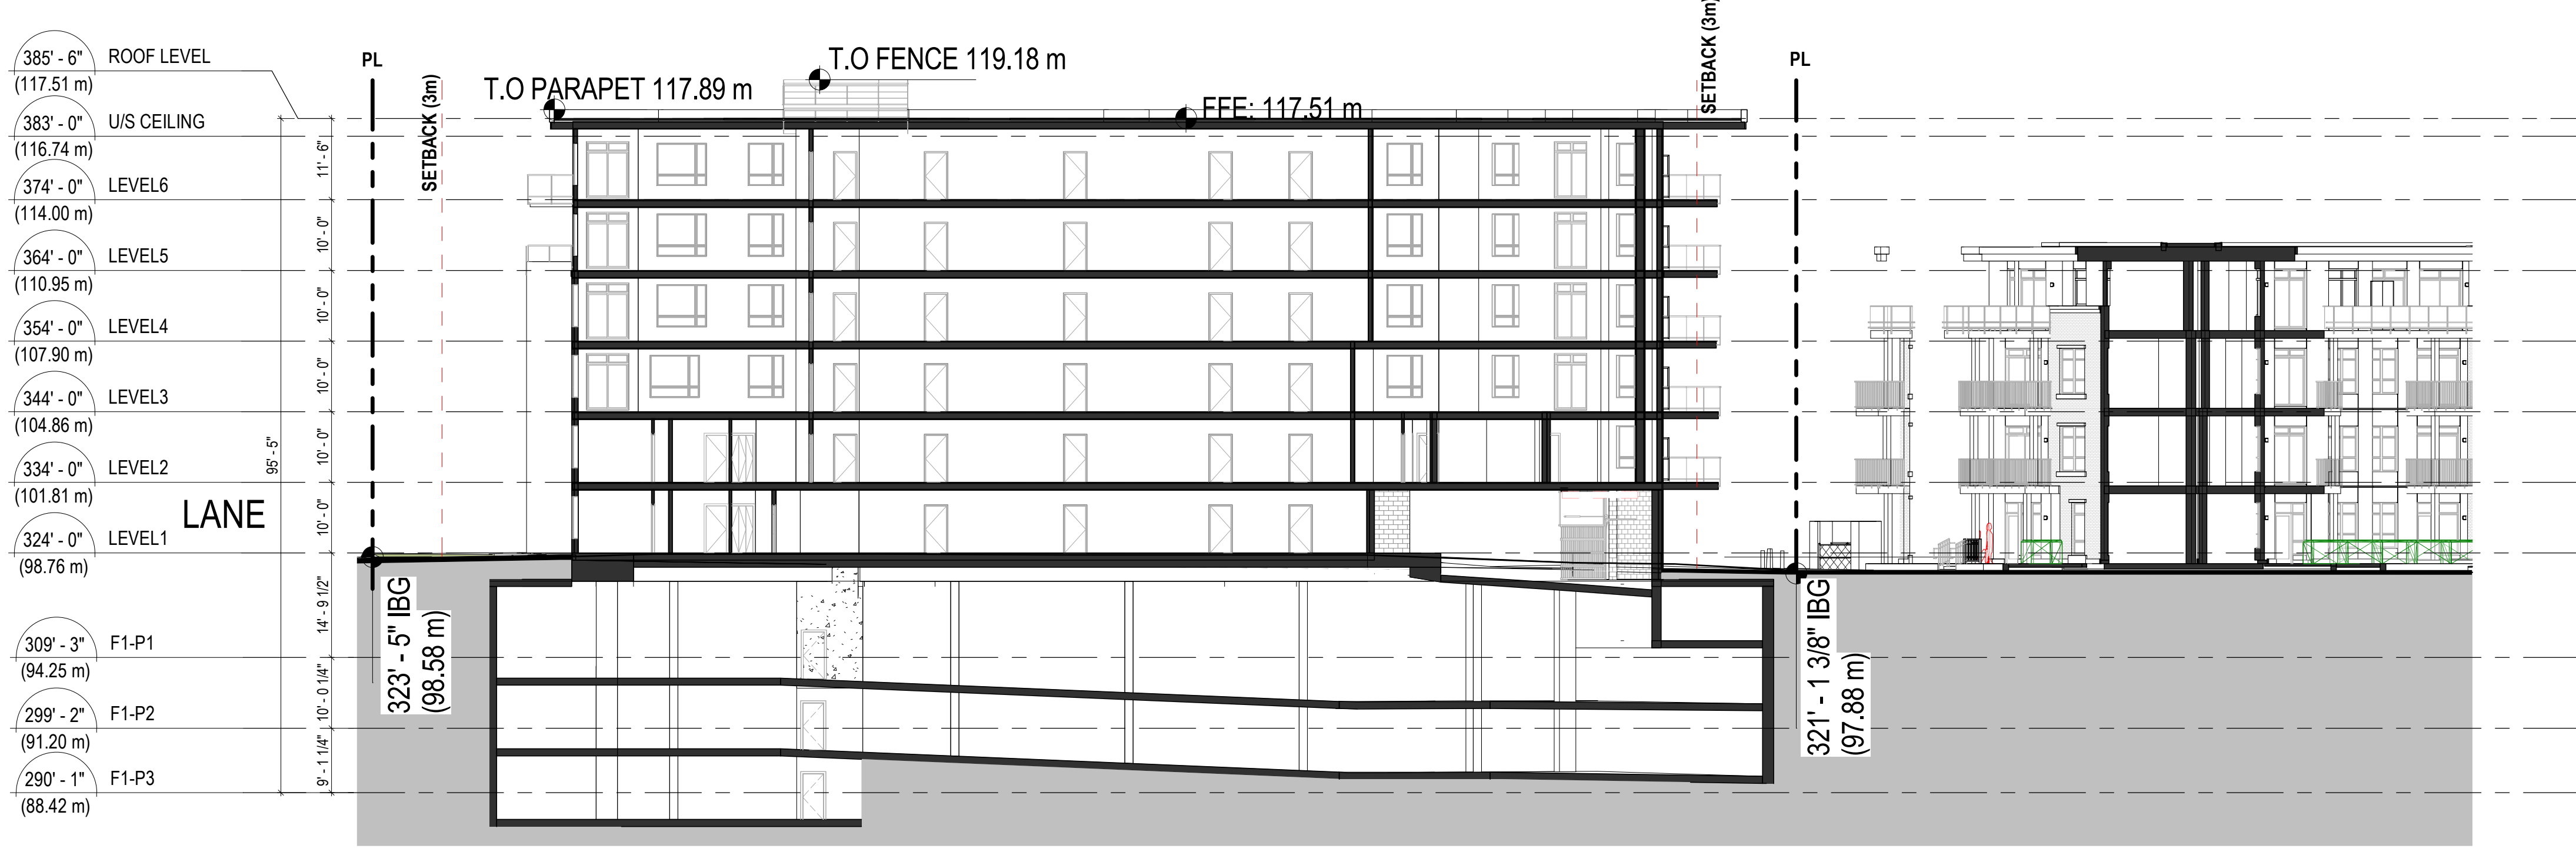 385' - 6" ROOF LEVEL
(117.51 m)
383' - 0" U/S CEILING
(116.74 m)
374' - 0" LEVEL6
(114.00 m)
364' - 0" LEVEL5
(110.95 m)
354' - 0" LEVEL4
(107.90 m)
344' - 0" LEVEL3
(104.86 m)
334' - 0" LEVEL2
(101.81 m)
324' - 0" LEVEL1
(98.76 m)
309' - 3" F1-P1
(94.25 m)
299' - 2" F1-P2
(91.20 m)
290' - 1" F1-P3
(88.42 m)
LANE
95' - 5"
11' - 6"
10' - 0"
10' - 0"
10' - 0"
10' - 0"
10' - 0"
14' - 9 1/2"
10' - 0 1/4"
9' - 1 1/4"
PL
SETBACK (3m)
T.O PARAPET 117.89 m
T.O FENCE 119.18 m
FFE: 117.51 m
SETBACK (3m)
PL
323' - 5" IBG
(98.58 m)
321' - 1 3/8" IBG
(97.88 m)